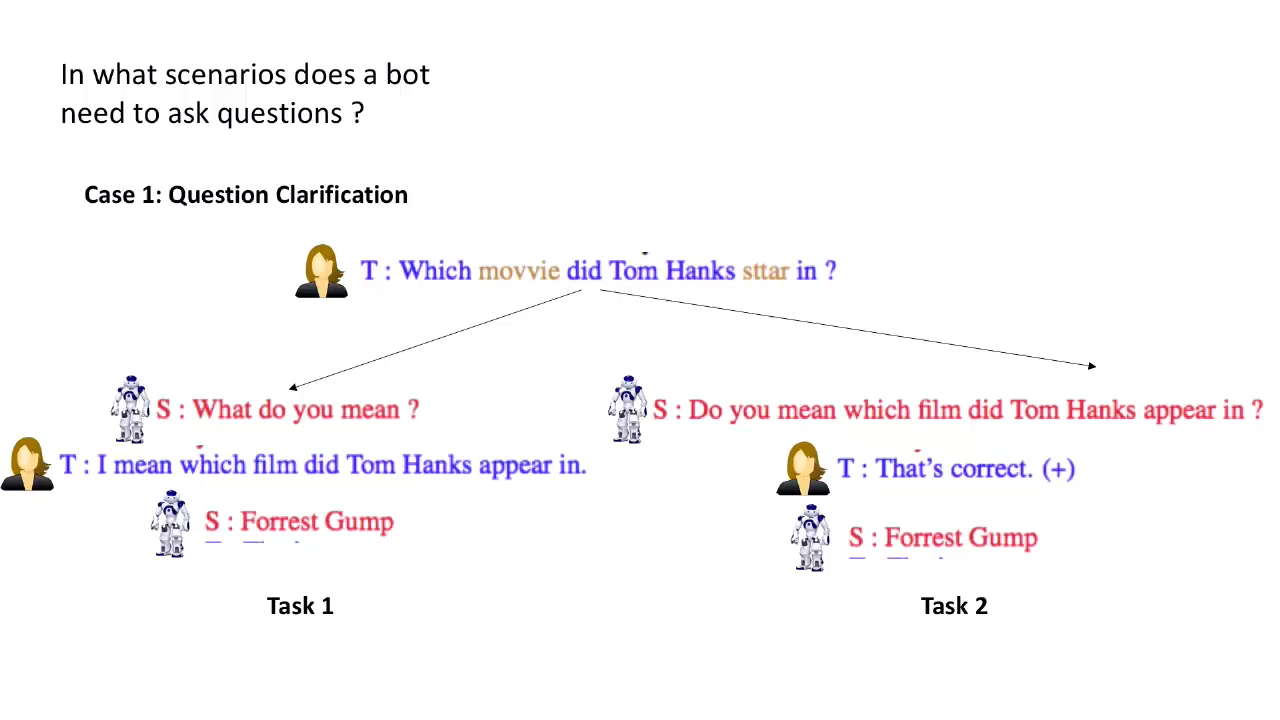 In what scenarios does a bot
need to ask questions ?
Case 1: Question Clarification
T : Which movvie did Tom Hanks sttar in ?
S : What do you mean ?
T : I mean which film did Tom Hanks appear in.
S : Forrest Gump
Task 1
S : Do you mean which film did Tom Hanks appear in ?
T : That's correct. (+)
S : Forrest Gump
Task 2